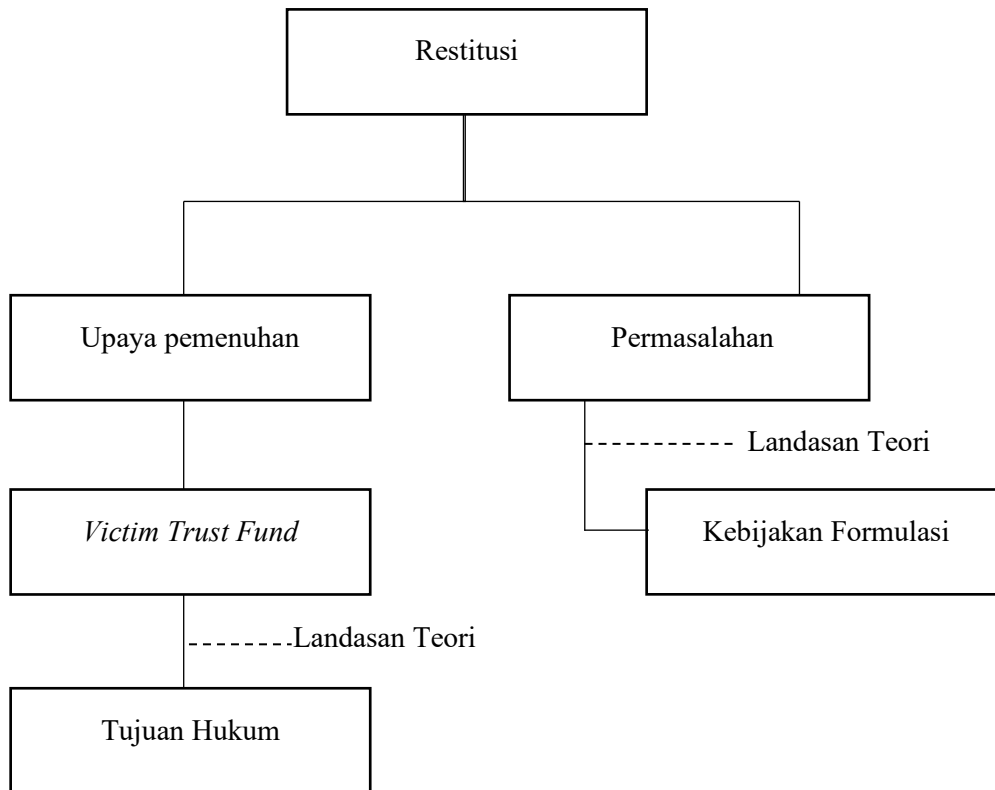 Restitusi
Upaya pemenuhan
Permasalahan
Landasan Teori
Victim Trust Fund
Kebijakan Formulasi
Landasan Teori
Tujuan Hukum